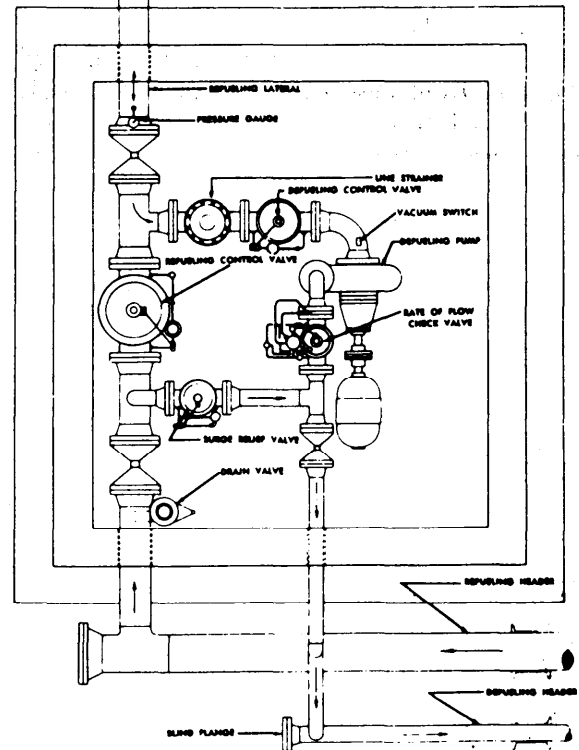 REFUELING LATERAL
PRESSURE GAUGE
LINE STRAINER
DEFUELING CONTROL VALVE
VACUUM SWITCH
DEFUELING PUMP
REFUELING CONTROL VALVE
RATE OF FLOW
CHECK VALVE
SURGE RELIEF VALVE
DRAIN VALVE
REFUELING HEADER
DEFUELING HEADER
BLIND FLANGE